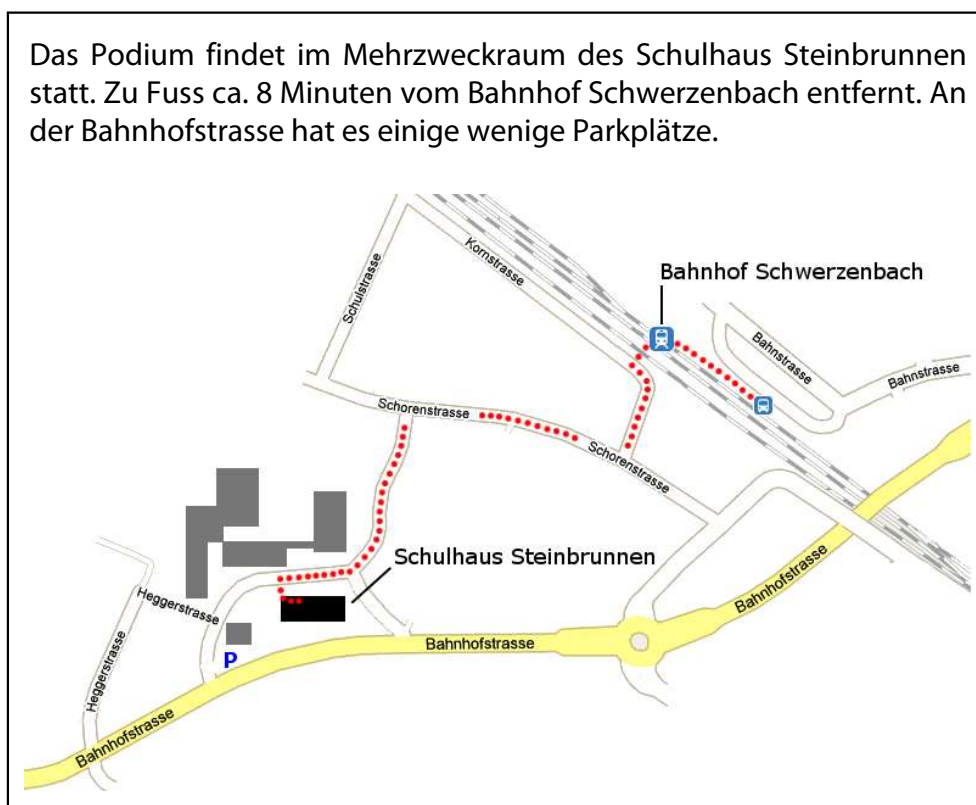 Das Podium findet im Mehrzweckraum des Schulhaus Steinbrunnen
statt. Zu Fuss ca. 8 Minuten vom Bahnhof Schwerzenbach entfernt. An
der Bahnhofstrasse hat es einige wenige Parkplätze.
Kornstrasse
Bahnhof Schwerzenbach
Schulstrasse
Bahnstrasse
Bahnstrasse
Schorenstrasse
Schorenstrasse
Schulhaus Steinbrunnen
Bahnhofstrasse
Heggerstrasse
Bahnhofstrasse
Heggerstrasse
P
Bahnhofstrasse